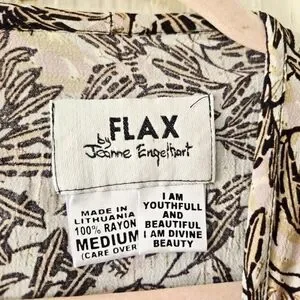 FLAX
by
Jeanne Engelhart
MADE IN
LITHUANIA
100% RAYON
MEDIUM
(CARE OVER
I AM
YOUTHFULL
AND
BEAUTIFUL
I AM DIVINE
BEAUTY